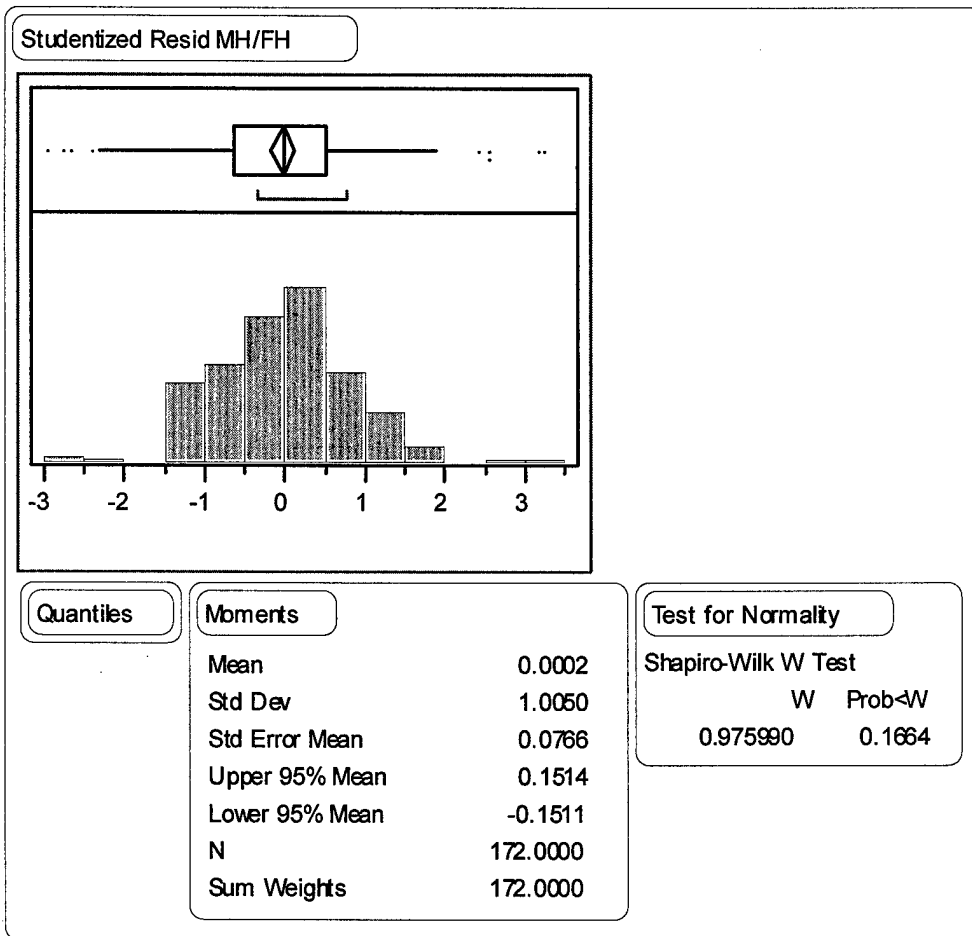 Studentized Resid MH/FH
-3 -2 -1 0 1 2 3
Quantiles
Moments
Mean 0.0002
Std Dev 1.0050
Std Error Mean 0.0766
Upper 95% Mean 0.1514
Lower 95% Mean -0.1511
N 172.0000
Sum Weights 172.0000
Test for Normality
Shapiro-Wilk W Test
W Prob<W
0.975990 0.1664